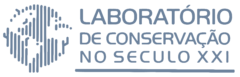 LABORATÓRIO
DE CONSERVAÇÃO
NO SECULO XXI